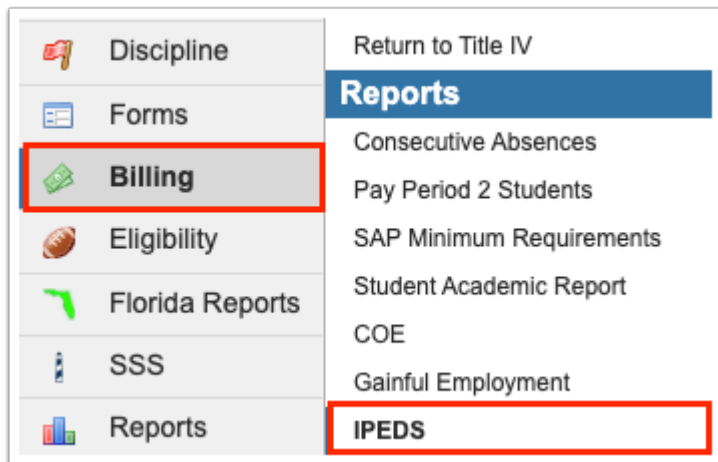 Discipline
Forms
Billing
Eligibility
Florida Reports
SSS
Reports
Return to Title IV
Reports
Consecutive Absences
Pay Period 2 Students
SAP Minimum Requirements
Student Academic Report
COE
Gainful Employment
IPEDS